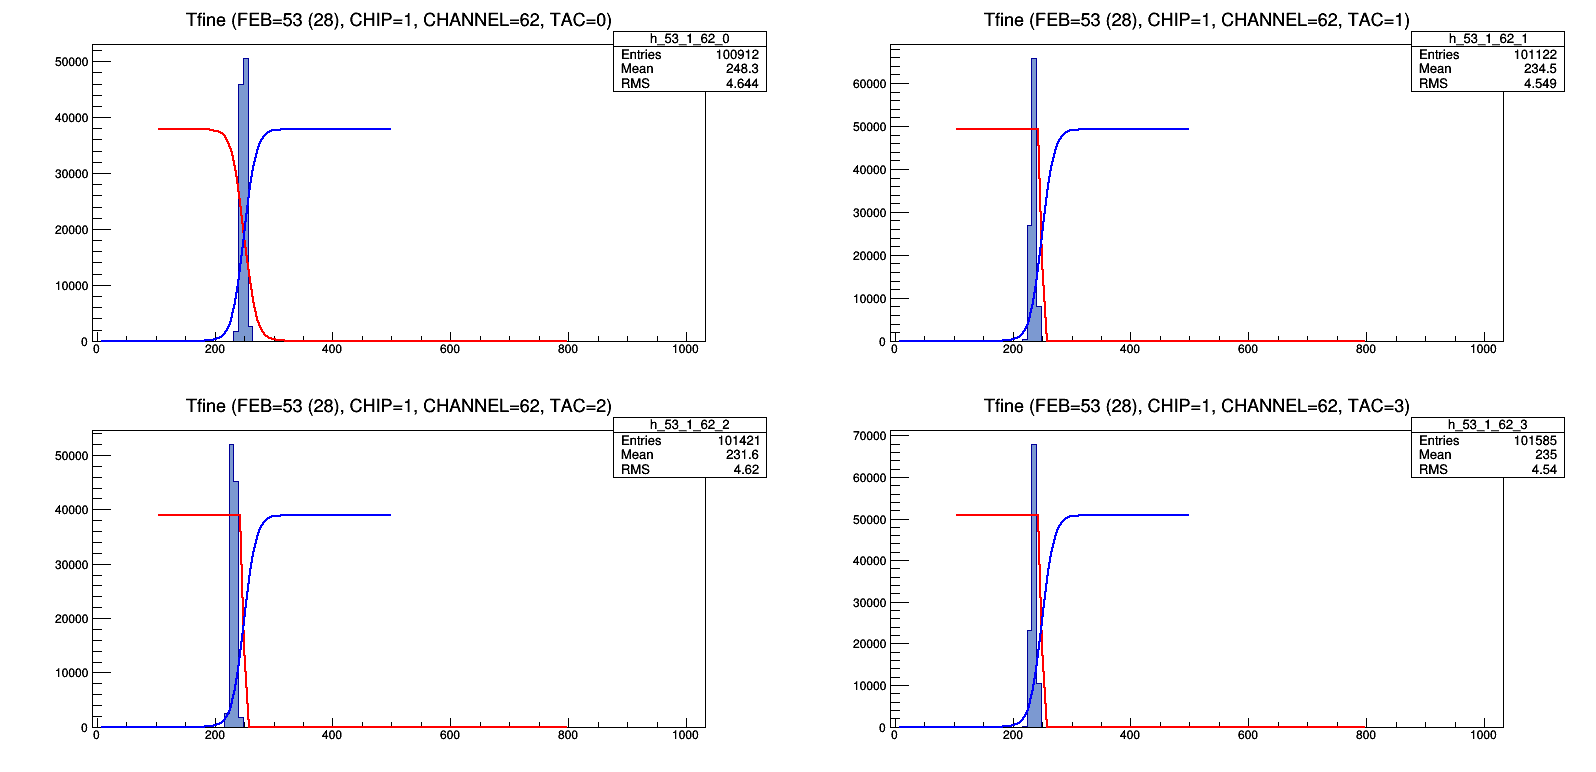 Tfine (FEB=53 (28), CHIP=1, CHANNEL=62, TAC=0)
h_53_1_62_0
Entries 100912
Mean 248.3
RMS 4.644
50000
40000
30000
20000
10000
0
0 200 400 600 800 1000
Tfine (FEB=53 (28), CHIP=1, CHANNEL=62, TAC=1)
h_53_1_62_1
Entries 101122
Mean 234.5
RMS 4.549
60000
50000
40000
30000
20000
10000
0
0 200 400 600 800 1000
Tfine (FEB=53 (28), CHIP=1, CHANNEL=62, TAC=2)
h_53_1_62_2
Entries 101421
Mean 231.6
RMS 4.62
50000
40000
30000
20000
10000
0
0 200 400 600 800 1000
Tfine (FEB=53 (28), CHIP=1, CHANNEL=62, TAC=3)
h_53_1_62_3
Entries 101585
Mean 235
RMS 4.54
70000
60000
50000
40000
30000
20000
10000
0
0 200 400 600 800 1000